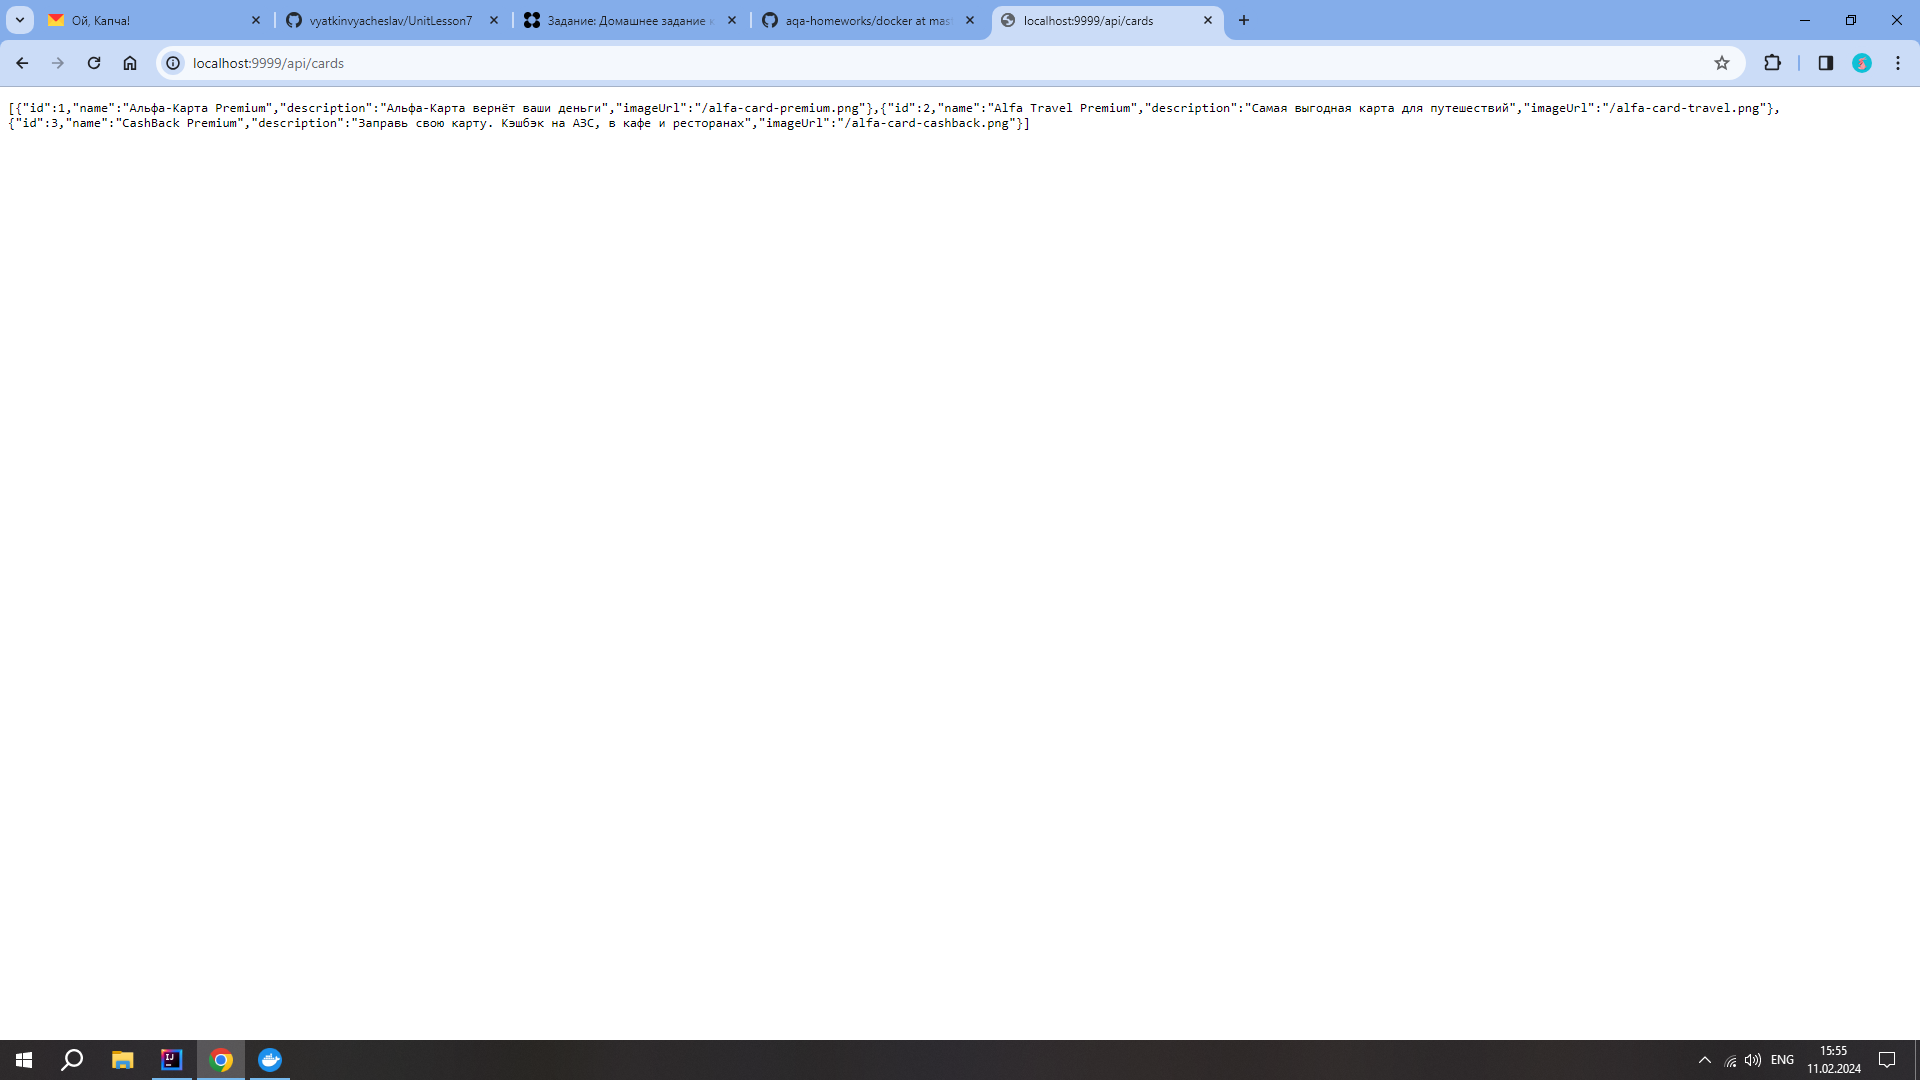 Ой, Капча!
vyatkinvyacheslav/UnitLesson7
Задание: Домашнее задание
aqa-homeworks/docker at mas
localhost:9999/api/cards
localhost:9999/api/cards
[{"id":1,"name":"Альфа-Карта Premium","description":"Альфа-Карта вернёт ваши деньги","imageUrl":"/alfa-card-premium.png"},{"id":2,"name":"Alfa Travel Premium","description":"Самая выгодная карта для путешествий","imageUrl":"/alfa-card-travel.png"},
{"id":3,"name":"CashBack Premium","description":"Заправь свою карту. Кэшбэк на АЗС, в кафе и ресторанах","imageUrl":"/alfa-card-cashback.png"}]
IJ
ENG
15:55
11.02.2024